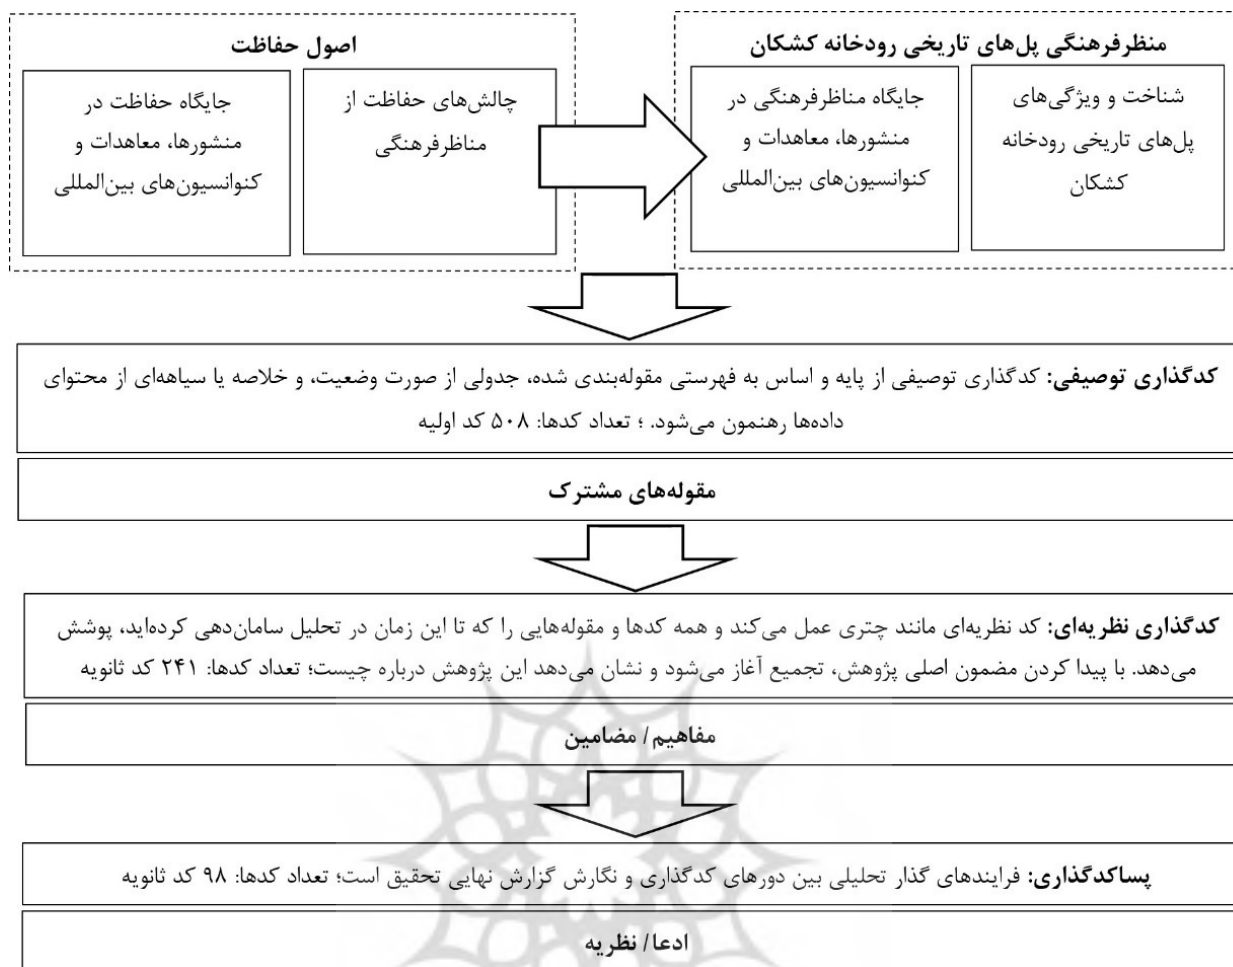 منظرفرهنگی پل‌های تاریخی رودخانه کشکان
شناخت و ویژگی‌های
پل‌های تاریخی رودخانه
کشکان
جایگاه مناظرفرهنگی در
منشورها، معاهدات و
کنوانسیون‌های بین‌المللی
اصول حفاظت
چالش‌های حفاظت از
مناظرفرهنگی
جایگاه حفاظت در
منشورها، معاهدات و
کنوانسیون‌های بین‌المللی
کدگذاری توصیفی: کدگذاری توصیفی از پایه و اساس به فهرستی مقوله‌بندی شده، جدولی از صورت وضعیت، و خلاصه یا سیاهه‌ای از محتوای
داده‌ها رهنمون می‌شود. ؛ تعداد کدها: ۵۰۸ کد اولیه
مقوله‌های مشترک
کدگذاری نظریه‌ای: کد نظریه‌ای مانند چتری عمل می‌کند و همه کدها و مقوله‌هایی را که تا این زمان در تحلیل سامان‌دهی کرده‌اید، پوشش
می‌دهد. با پیدا کردن مضمون اصلی پژوهش، تجمیع آغاز می‌شود و نشان می‌دهد این پژوهش درباره چیست؛ تعداد کدها: ۲۴۱ کد ثانویه
مفاهیم/ مضامین
پساکدگذاری: فرایندهای گذار تحلیلی بین دورهای کدگذاری و نگارش گزارش نهایی تحقیق است؛ تعداد کدها: ۹۸ کد ثانویه
ادعا/ نظریه